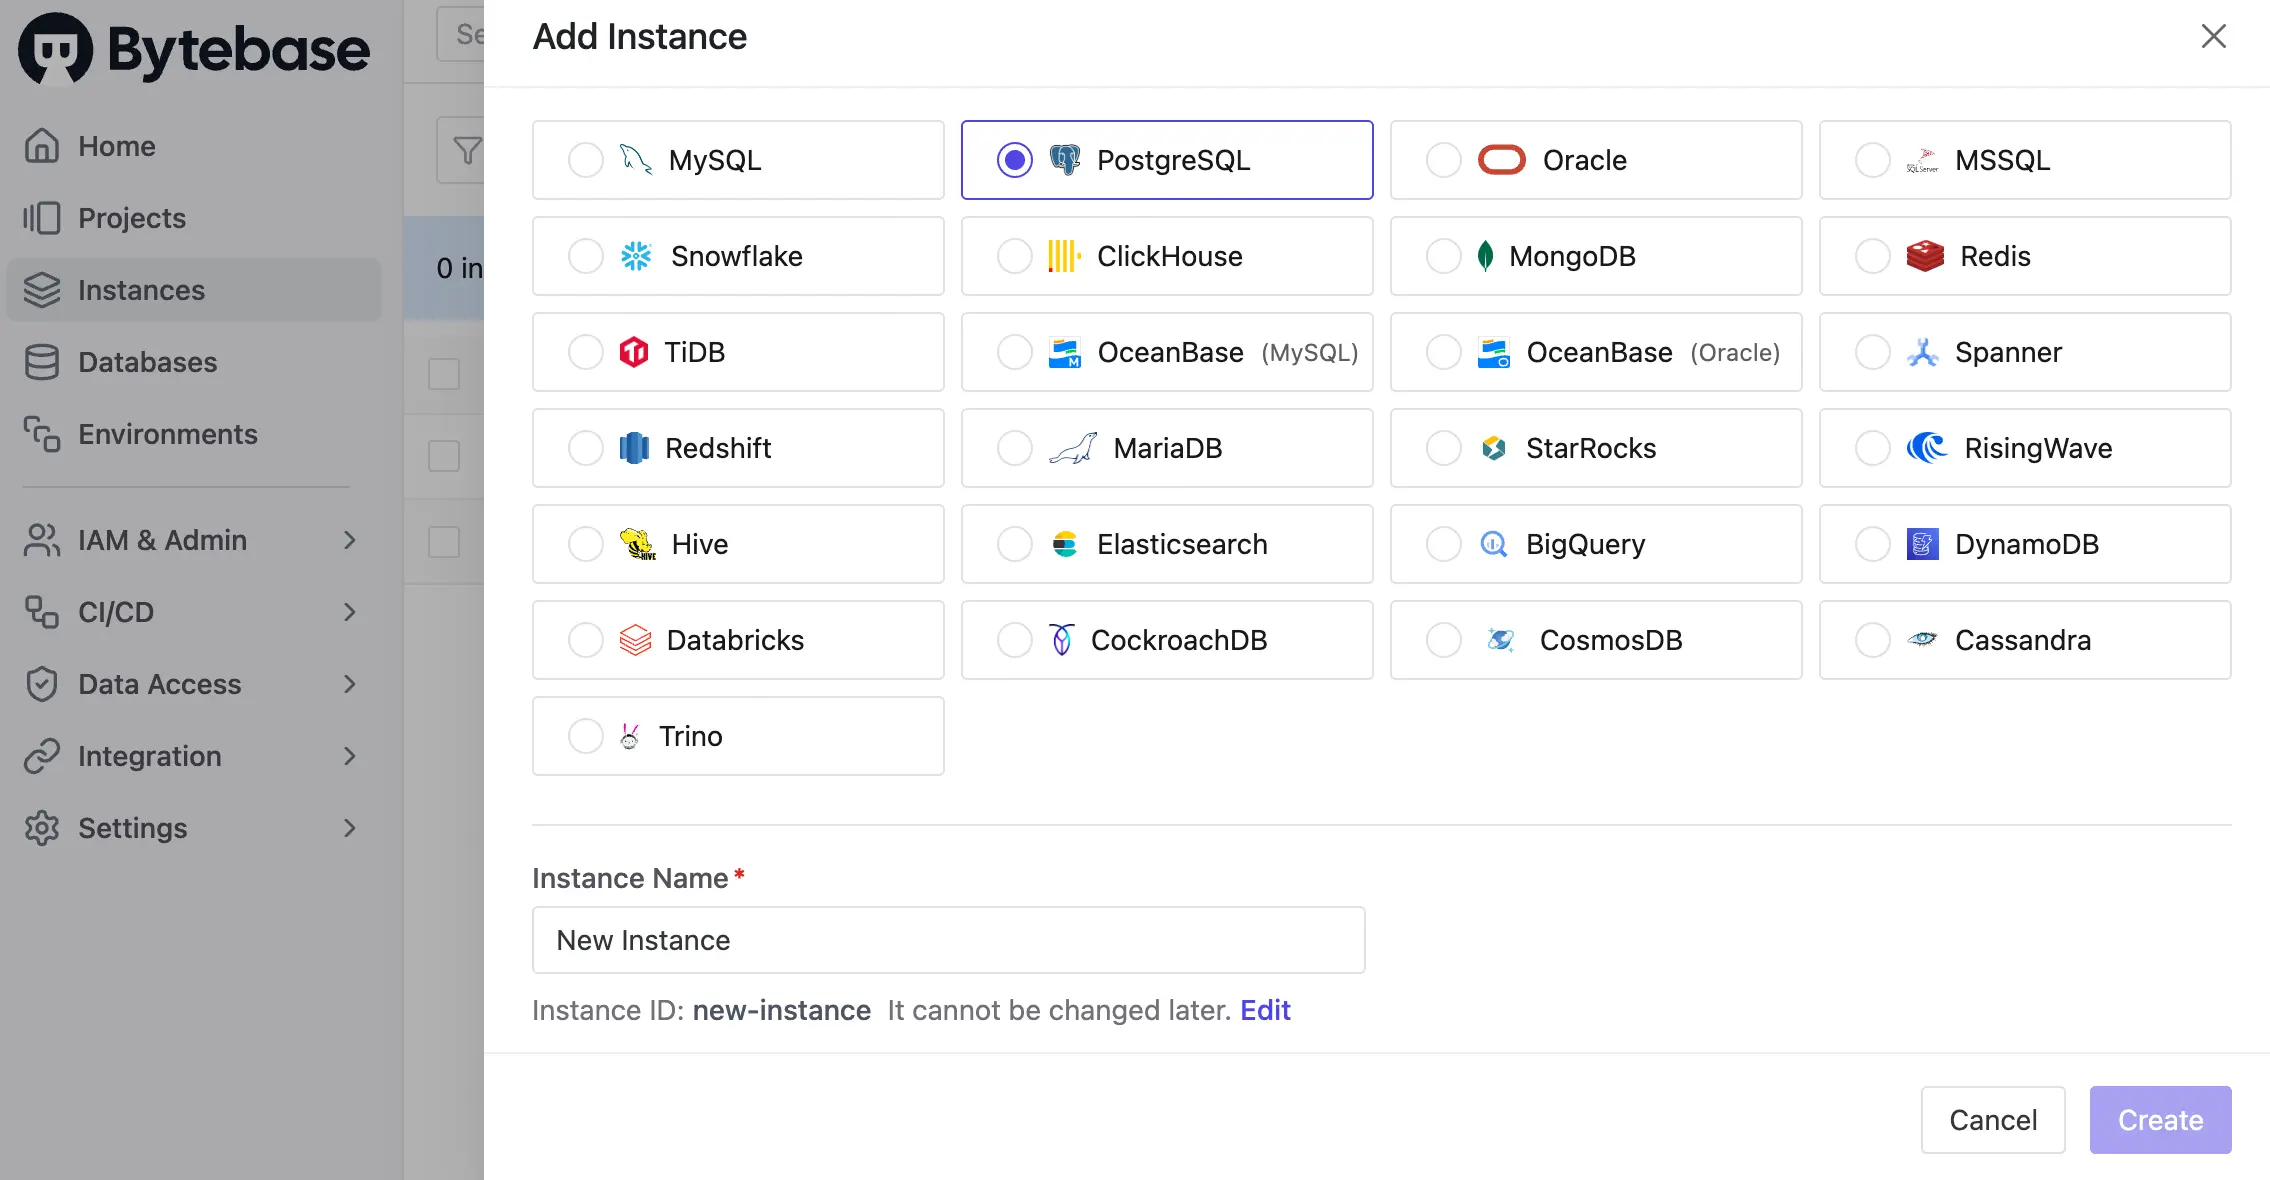 Bytebase
Home
Projects
Instances
Databases
Environments
IAM & Admin
CI/CD
Data Access
Integration
Settings
Se
0 in
Add Instance
MySQL
PostgreSQL
Oracle
MSSQL
Snowflake
ClickHouse
MongoDB
Redis
TiDB
OceanBase (MySQL)
OceanBase (Oracle)
Spanner
Redshift
MariaDB
StarRocks
RisingWave
Hive
Elasticsearch
BigQuery
DynamoDB
Databricks
CockroachDB
CosmosDB
Cassandra
Trino
Instance Name *
New Instance
Instance ID: new-instance It cannot be changed later. Edit
Cancel
Create